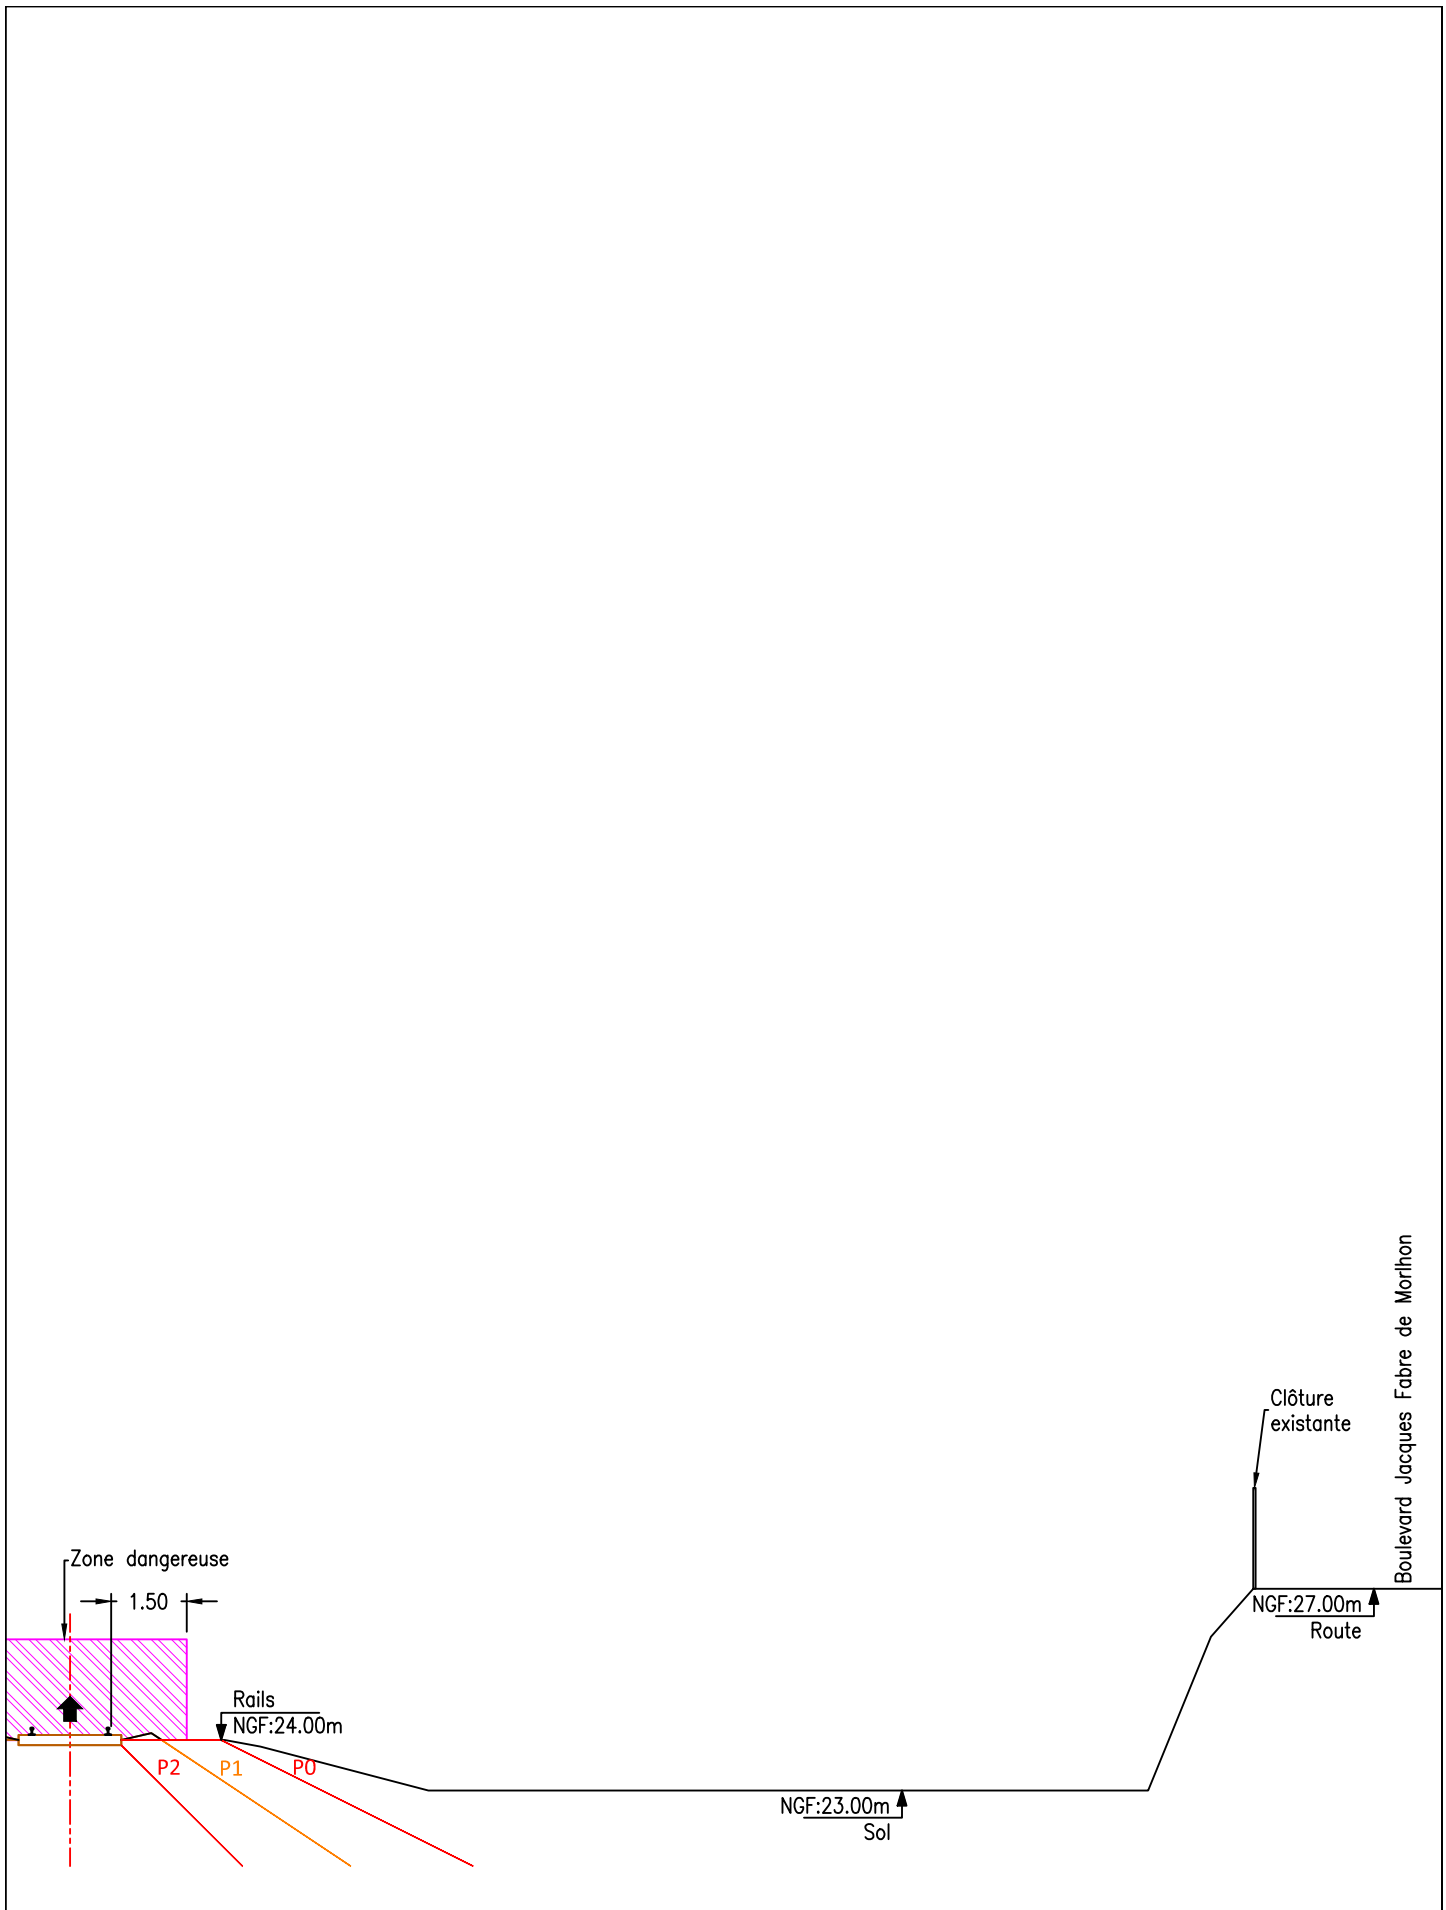 Boulevard Jacques Fabre de Morlhon
Clôture
existante
Zone dangereuse
1.50
NGF:27.00m
Route
Rails
NGF:24.00m
P2
P1
P0
NGF:23.00m
Sol